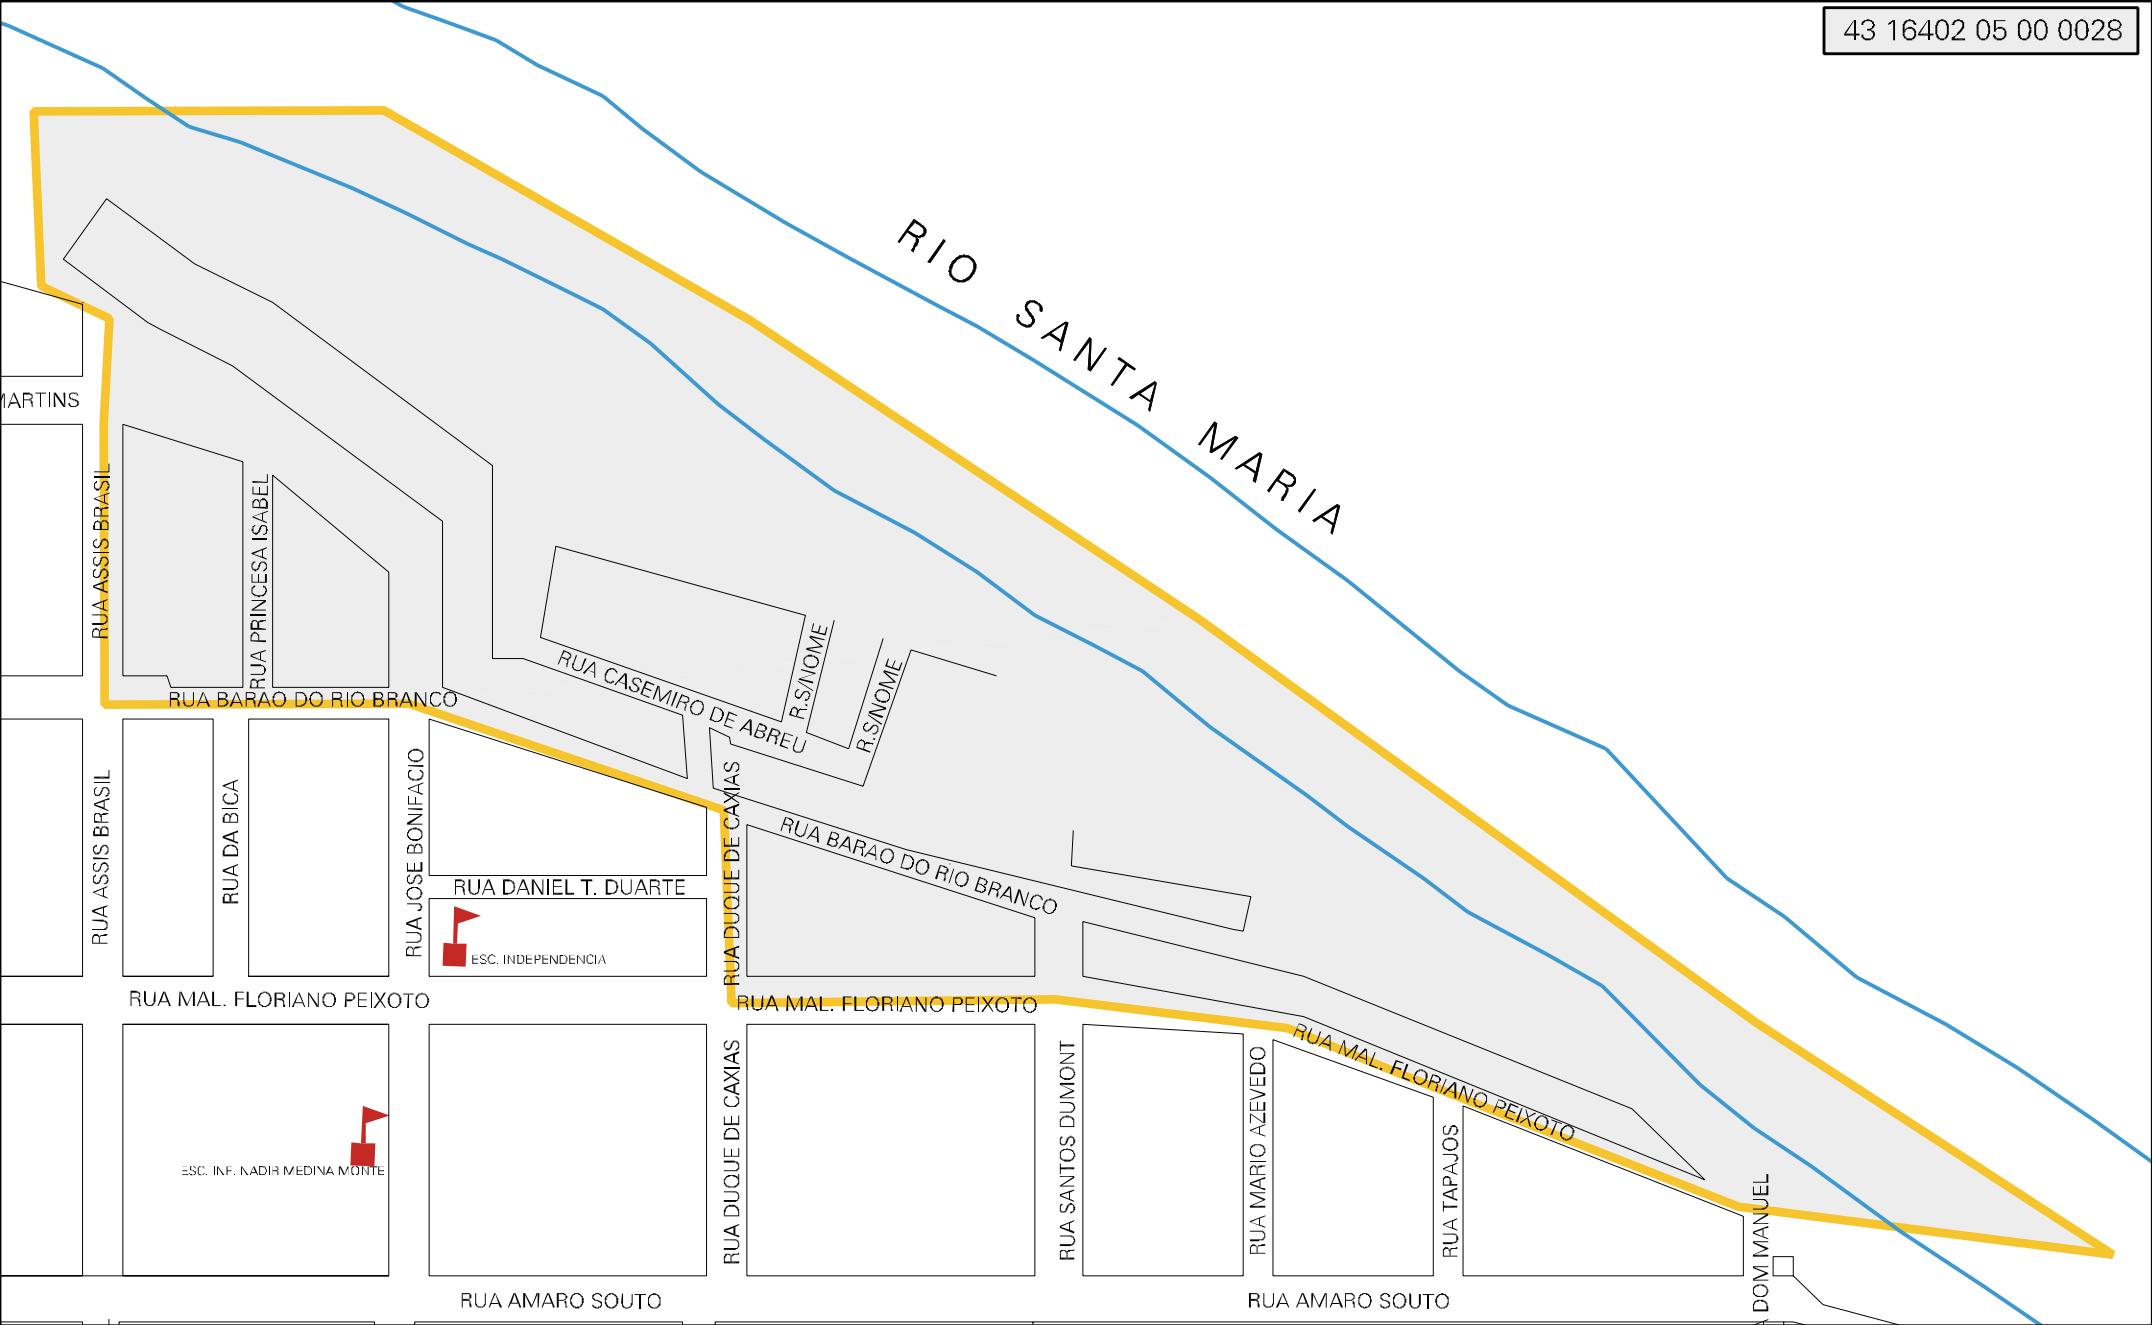 43 16402 05 00 0028
RIO SANTA MARIA
MARTINS
RUA ASSIS BRASIL
RUA PRINCESA ISABEL
RUA BARAO DO RIO BRANCO
RUA CASEMIRO DE ABREU
R.S/NOME
R.S/NOME
RUA ASSIS BRASIL
RUA DA BICA
RUA JOSE BONIFACIO
RUA DUQUE DE CAXIAS
RUA BARAO DO RIO BRANCO
RUA DANIEL T. DUARTE
ESC. INDEPENDENCIA
RUA MAL. FLORIANO PEIXOTO
RUA MAL. FLORIANO PEIXOTO
RUA MAL. FLORIANO PEIXOTO
RUA DUQUE DE CAXIAS
RUA SANTOS DUMONT
RUA MARIO AZEVEDO
RUA TAPAJOS
ESC. INF. NADIR MEDINA MONTE
DOM MANUEL
RUA AMARO SOUTO
RUA AMARO SOUTO